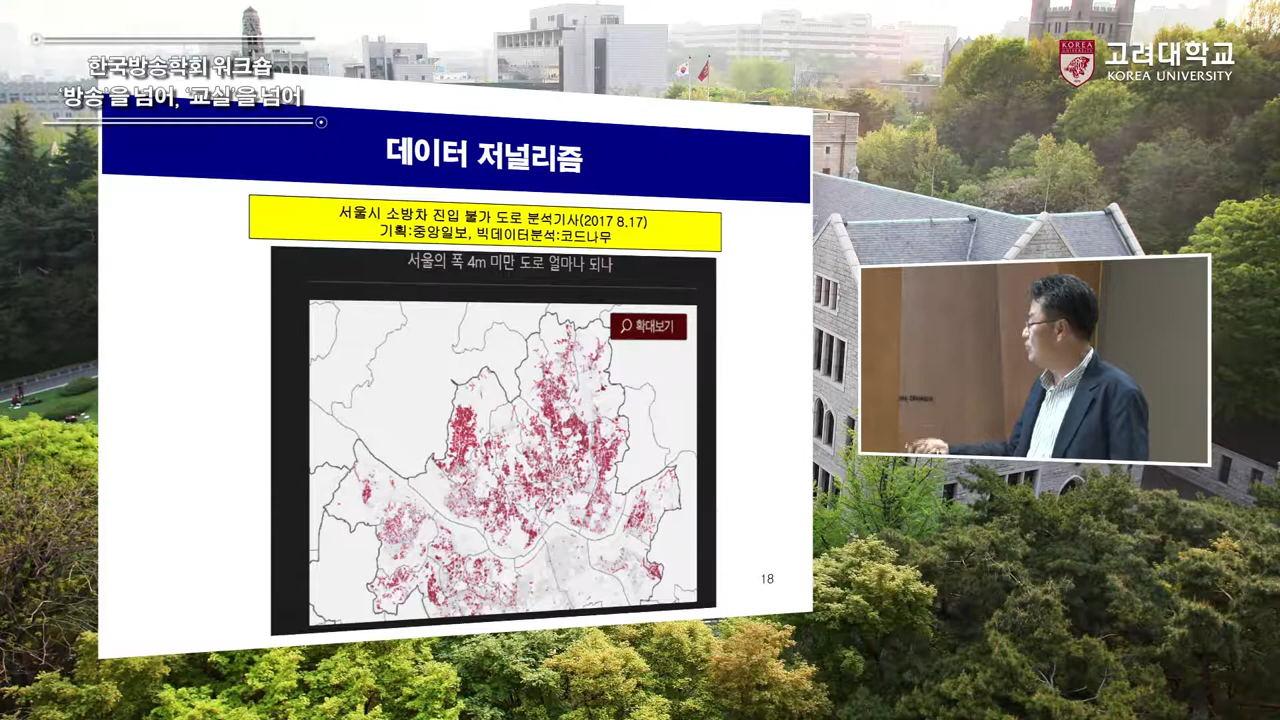 한국방송학회 워크숍
'방송'을 넘어, '교실'을 넘어
KOREA
고려대학교
KOREA UNIVERSITY
데이터 저널리즘
서울시 소방차 진입 불가 도로 분석기사(2017 8.17)
기획:중앙일보, 빅데이터분석:코드나무
서울의 폭 4m 미만 도로 얼마나 되나
확대보기
18